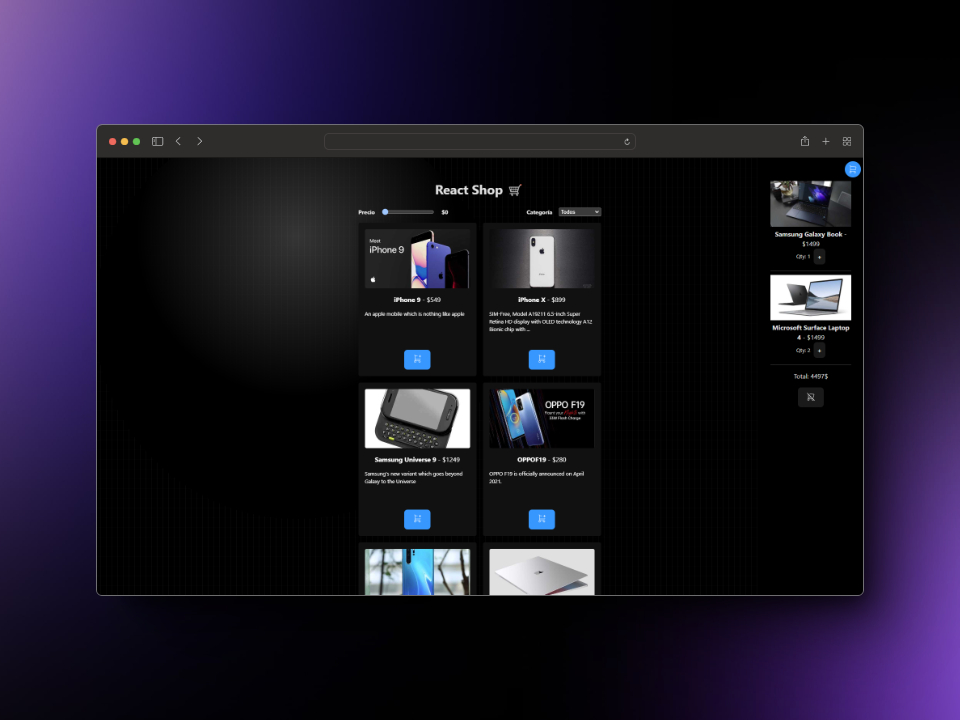 React Shop
Precio $0 Categoría Todos
Meet
iPhone 9
iPhone 9 - $549
An apple mobile which is nothing like apple
iPhone X - $899
SIM-Free, Model A19211 6.5-inch Super
Retina HD display with OLED technology A12
Bionic chip with ...
Samsung Universe 9 - $1249
Samsung's new variant which goes beyond
Galaxy to the Universe
OPPO F19
OPPOF19 - $280
OPPO F19 is officially announced on April
2021.
Samsung Galaxy Book -
$1499
Qty: 1 +
Microsoft Surface Laptop
4 - $1499
Qty: 2 +
Total: 4497$